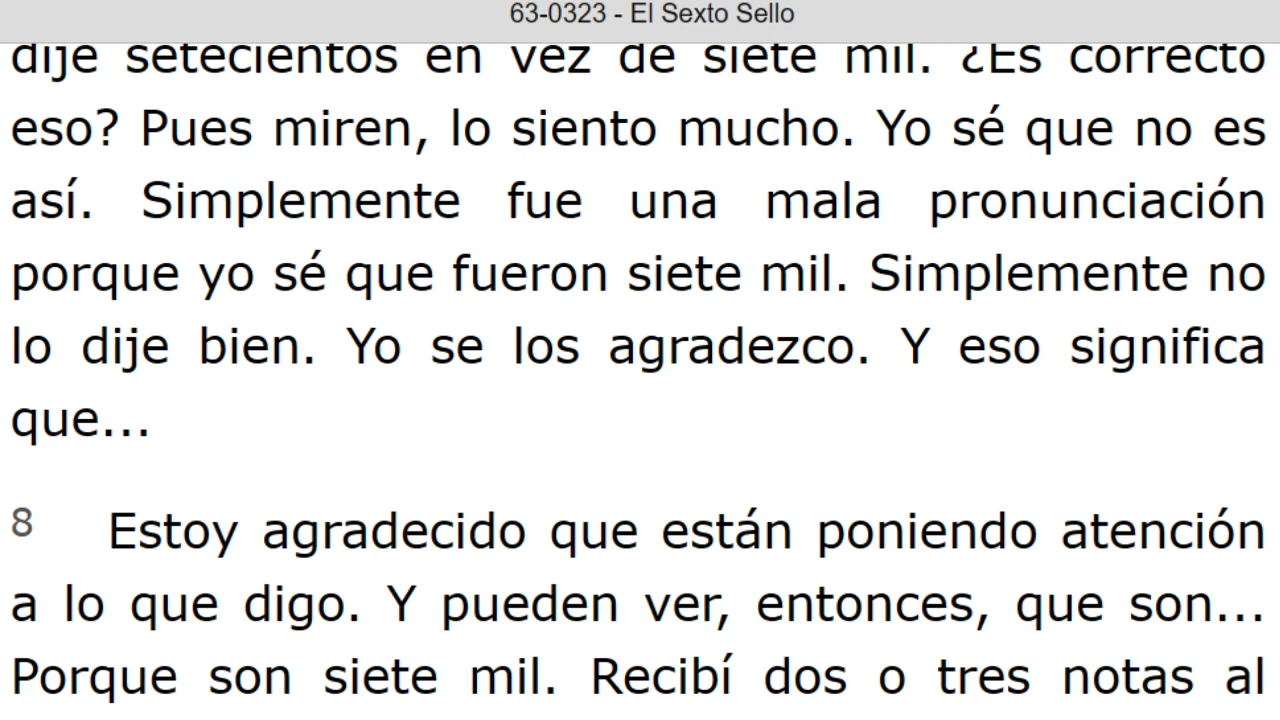 63-0323 - El Sexto Sello
dije setecientos en vez de siete mil. ¿Es correcto
eso? Pues miren, lo siento mucho. Yo sé que no es
así. Simplemente fue una mala pronunciación
porque yo sé que fueron siete mil. Simplemente no
lo dije bien. Yo se los agradezco. Y eso significa
que...
8 Estoy agradecido que están poniendo atención
a lo que digo. Y pueden ver, entonces, que son...
Porque son siete mil. Recibí dos o tres notas al